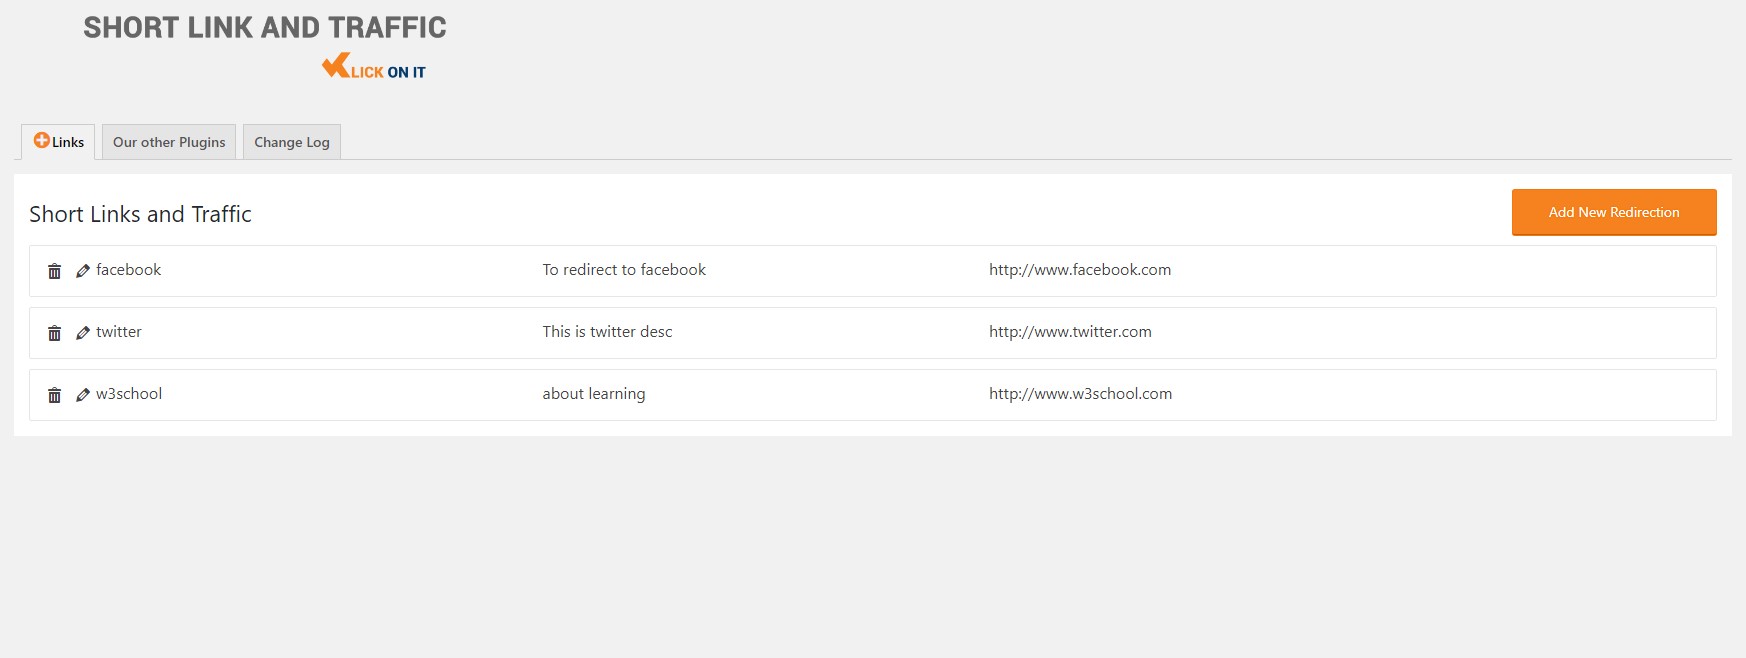 SHORT LINK AND TRAFFIC
KLICK ON IT
Links Our other Plugins Change Log
Short Links and Traffic Add New Redirection
facebook To redirect to facebook http://www.facebook.com
twitter This is twitter desc http://www.twitter.com
w3school about learning http://www.w3school.com